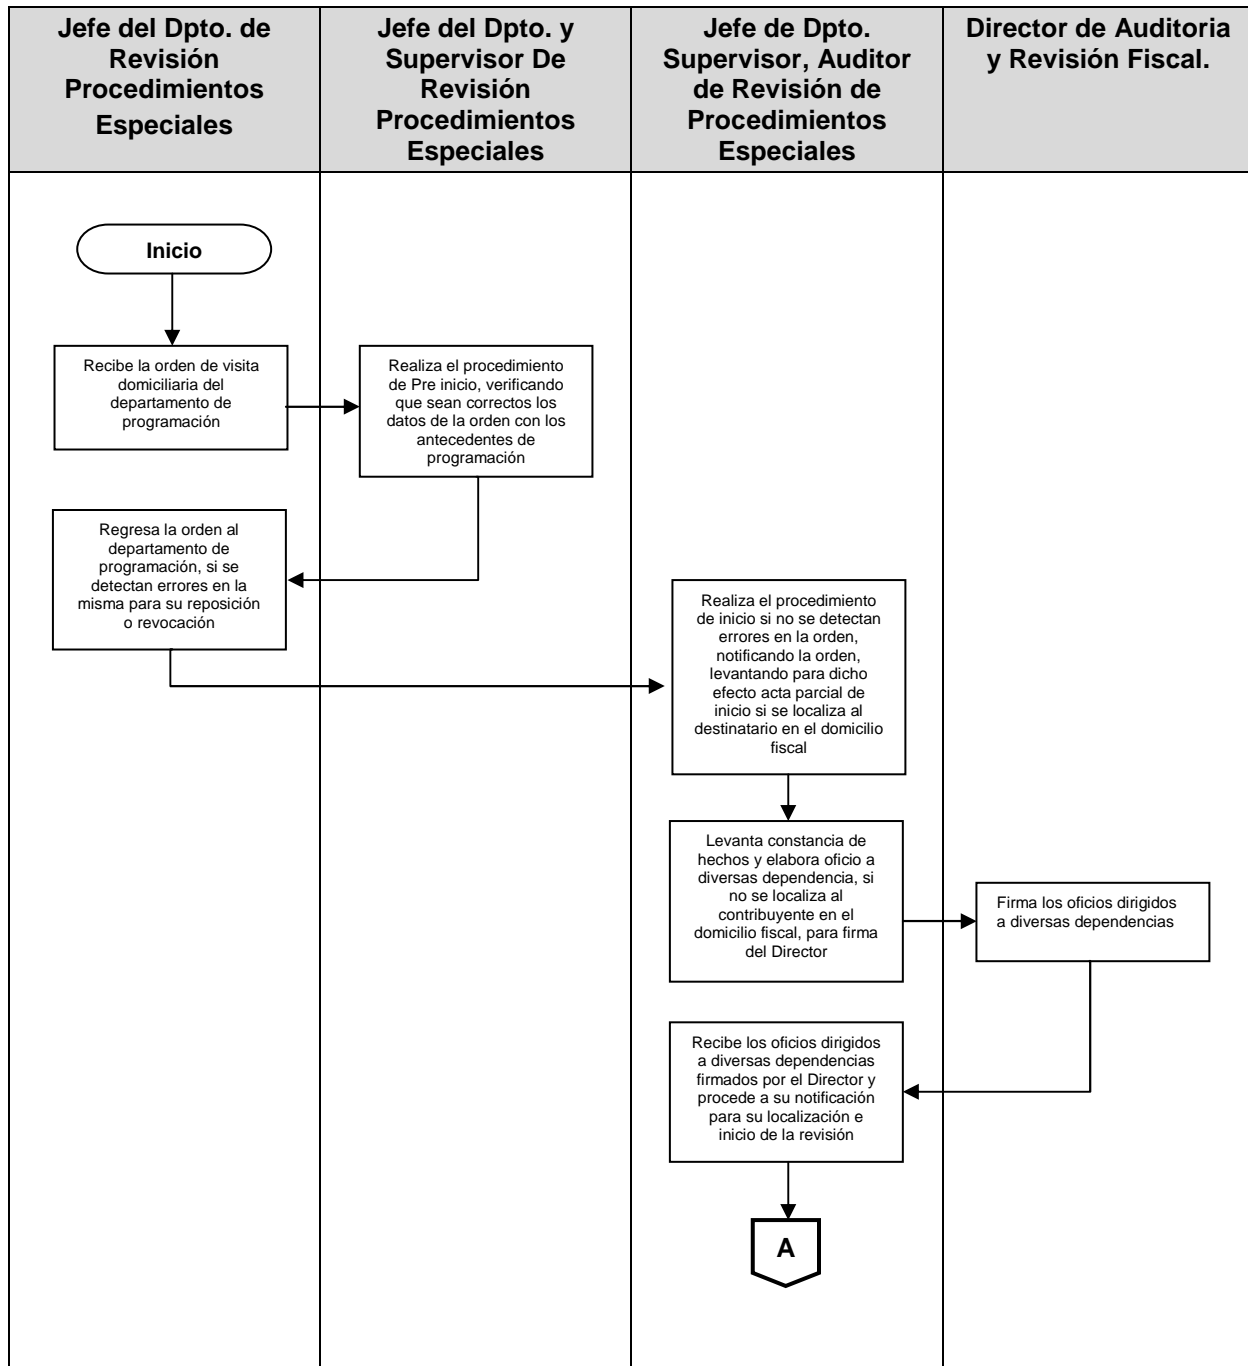 Jefe del Dpto. de
Revisión
Procedimientos
Especiales
Jefe del Dpto. y
Supervisor De
Revisión
Procedimientos
Especiales
Jefe de Dpto.
Supervisor, Auditor
de Revisión de
Procedimientos
Especiales
Director de Auditoria
y Revisión Fiscal.
Inicio
Recibe la orden de visita
domiciliaria del
departamento de
programación
Realiza el procedimiento
de Pre inicio, verificando
que sean correctos los
datos de la orden con los
antecedentes de
programación
Regresa la orden al
departamento de
programación, si se
detectan errores en la
misma para su reposición
o revocación
Realiza el procedimiento
de inicio si no se detectan
errores en la orden,
notificando la orden,
levantando para dicho
efecto acta parcial de
inicio si se localiza al
destinatario en el domicilio
fiscal
Levanta constancia de
hechos y elabora oficio a
diversas dependencia, si
no se localiza al
contribuyente en el
domicilio fiscal, para firma
del Director
Firma los oficios dirigidos
a diversas dependencias
Recibe los oficios dirigidos
a diversas dependencias
firmados por el Director y
procede a su notificación
para su localización e
inicio de la revisión
A